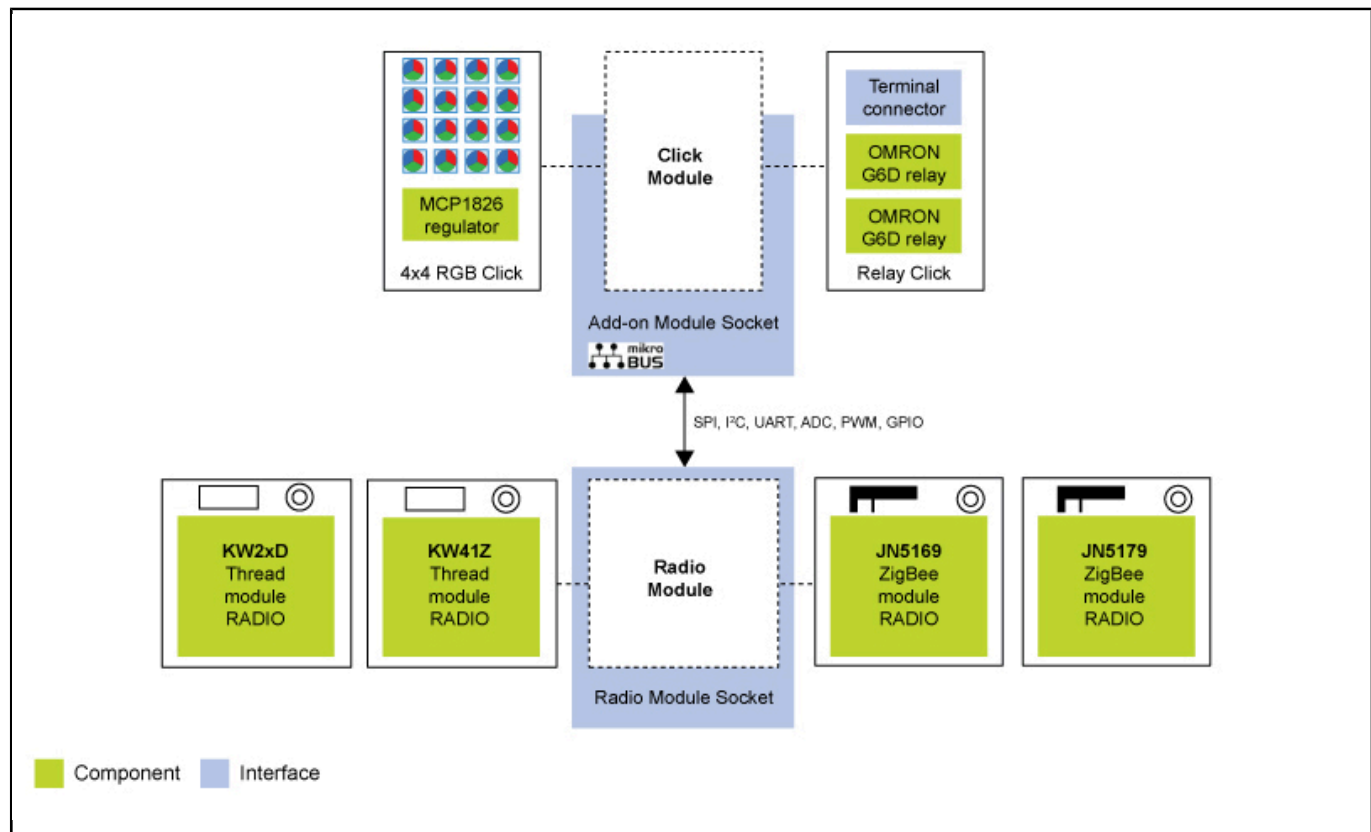 MCP1826
regulator
4x4 RGB Click
Click
Module
Add-on Module Socket
mikro
BUS
Terminal
connector
OMRON
G6D relay
OMRON
G6D relay
Relay Click
SPI, I²C, UART, ADC, PWM, GPIO
KW2xD
Thread
module
RADIO
KW41Z
Thread
module
RADIO
Radio
Module
Radio Module Socket
JN5169
ZigBee
module
RADIO
JN5179
ZigBee
module
RADIO
Component
Interface